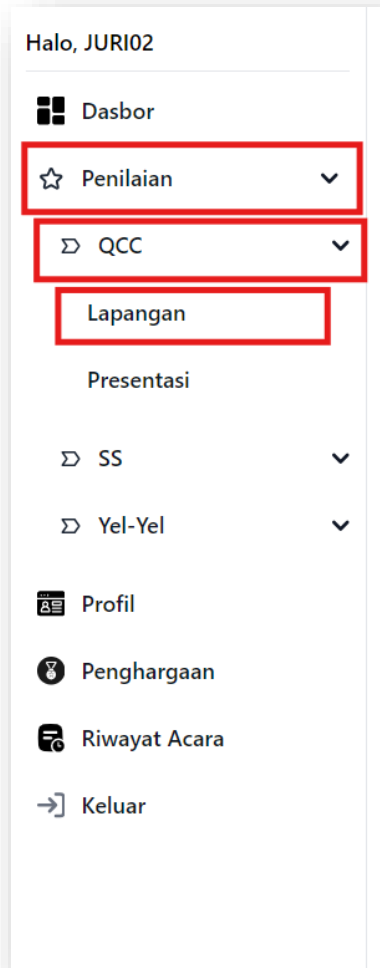 Halo, JURI02
Dasbor
Penilaian
QCC
Lapangan
Presentasi
SS
Yel-Yel
Profil
Penghargaan
Riwayat Acara
Keluar